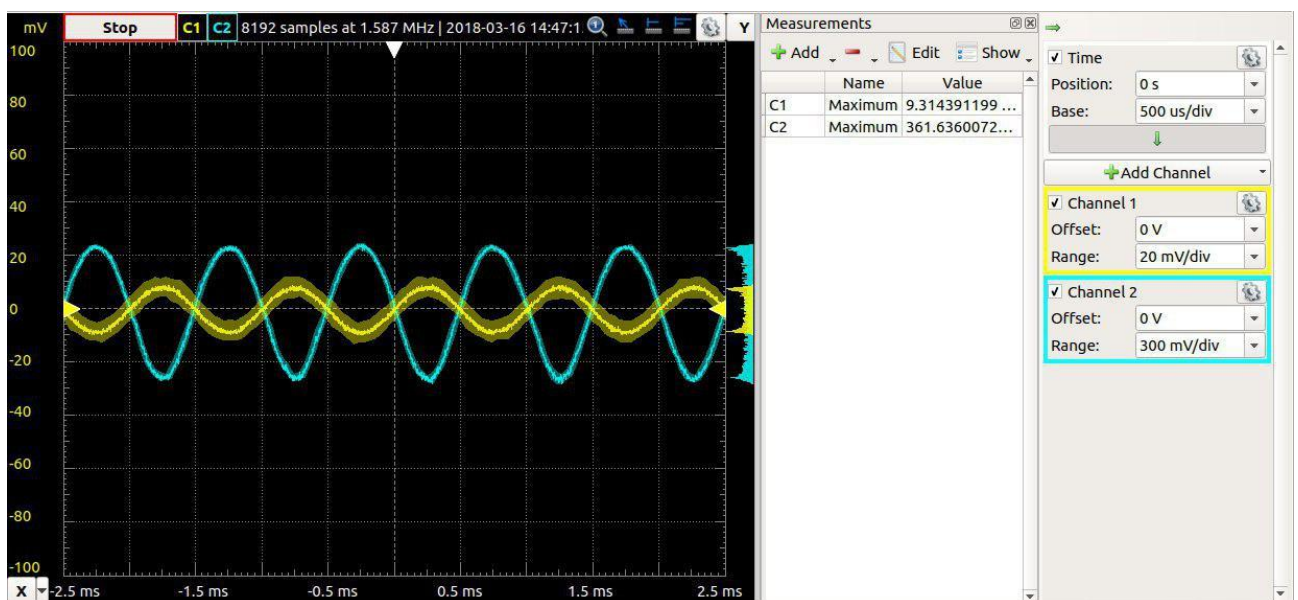 mV Stop C1 C2 8192 samples at 1.587 MHz | 2018-03-16 14:47:1 Y
100
80
60
40
20
0
-20
-40
-60
-80
-100
X -2.5 ms -1.5 ms -0.5 ms 0.5 ms 1.5 ms 2.5 ms
Measurements
Add Edit Show
Name Value
C1 Maximum 9.314391199 ...
C2 Maximum 361.6360072...
Time
Position: 0 s
Base: 500 us/div
Add Channel
Channel 1
Offset: 0 V
Range: 20 mV/div
Channel 2
Offset: 0 V
Range: 300 mV/div